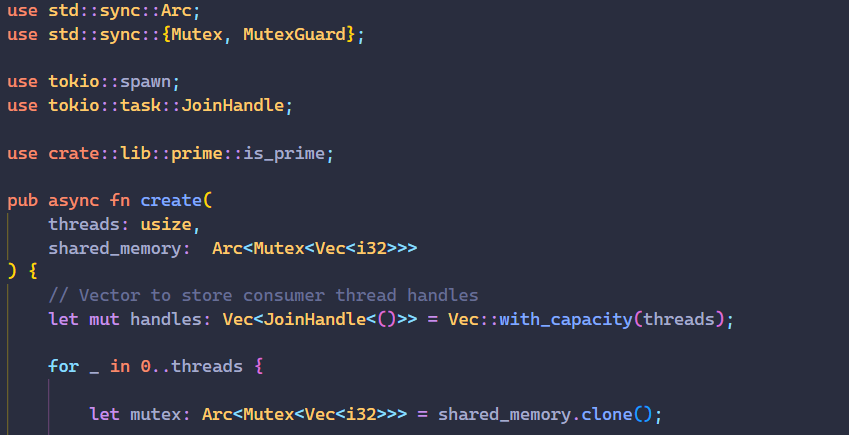 use std::sync::Arc;
use std::sync::{Mutex, MutexGuard};
use tokio::spawn;
use tokio::task::JoinHandle;
use crate::lib::prime::is_prime;
pub async fn create(
    threads: usize,
    shared_memory:  Arc<Mutex<Vec<i32>>>
) {
    // Vector to store consumer thread handles
    let mut handles: Vec<JoinHandle<()>> = Vec::with_capacity(threads);
    for _ in 0..threads {
        let mutex: Arc<Mutex<Vec<i32>>> = shared_memory.clone();